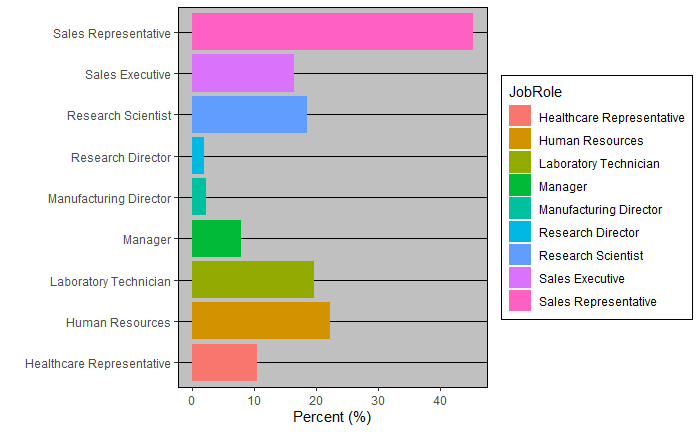 Sales Representative
Sales Executive
Research Scientist
Research Director
Manufacturing Director
Manager
Laboratory Technician
Human Resources
Healthcare Representative
0 10 20 30 40
Percent (%)
JobRole
Healthcare Representative
Human Resources
Laboratory Technician
Manager
Manufacturing Director
Research Director
Research Scientist
Sales Executive
Sales Representative